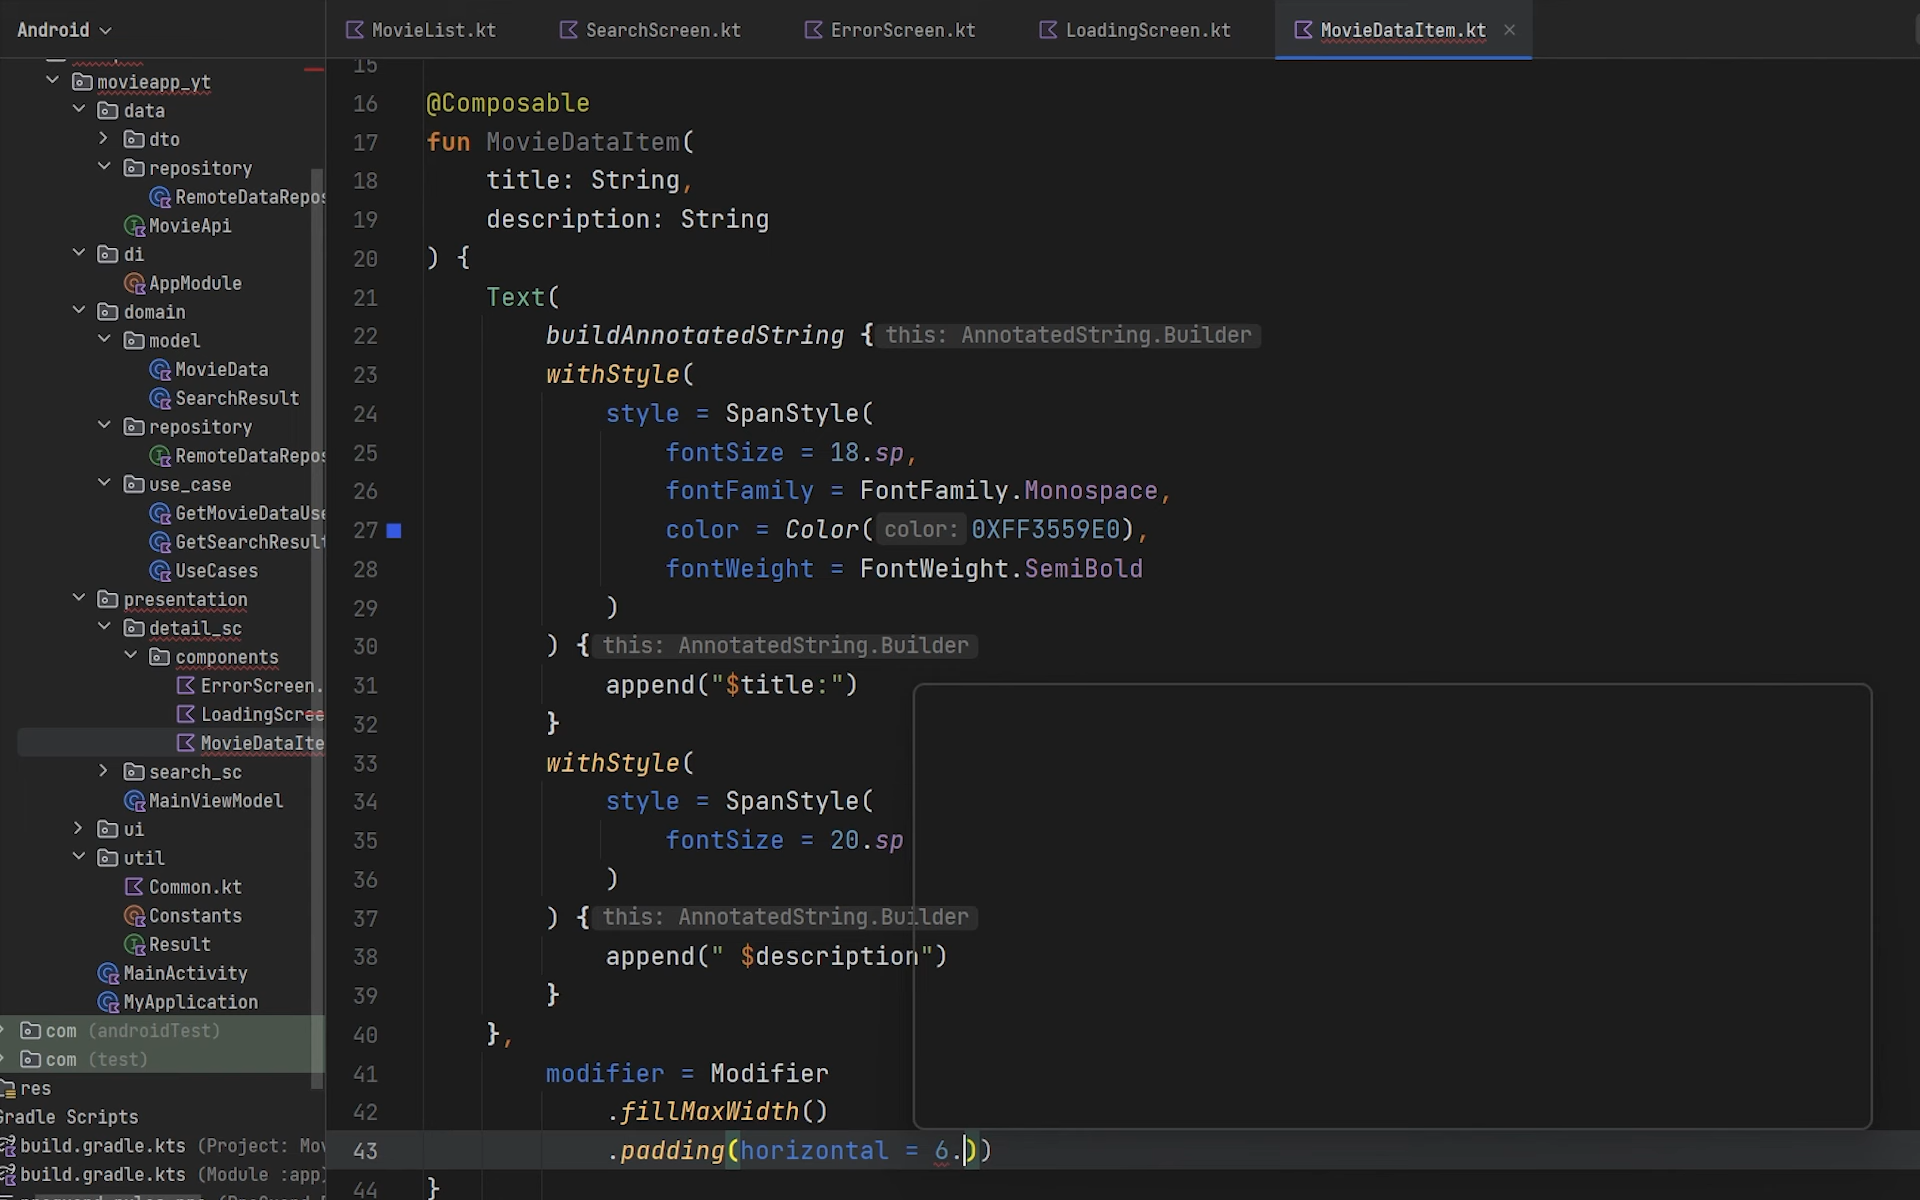 Android
MovieList.kt
SearchScreen.kt
ErrorScreen.kt
LoadingScreen.kt
MovieDataItem.kt
movieapp_yt
data
dto
repository
RemoteDataRepos
MovieApi
di
AppModule
domain
model
MovieData
SearchResult
repository
RemoteDataRepos
use_case
GetMovieDataUse
GetSearchResult
UseCases
presentation
detail_sc
components
ErrorScreen.
LoadingScree
MovieDataIte
search_sc
MainViewModel
ui
util
Common.kt
Constants
Result
MainActivity
MyApplication
com (androidTest)
com (test)
res
Gradle Scripts
build.gradle.kts (Project: Mov
build.gradle.kts (Module :app)
15
16 @Composable
17 fun MovieDataItem(
18 title: String,
19 description: String
20 ) {
21 Text(
22 buildAnnotatedString { this: AnnotatedString.Builder
23 withStyle(
24 style = SpanStyle(
25 fontSize = 18.sp,
26 fontFamily = FontFamily.Monospace,
27 color = Color( color: 0XFF3559E0),
28 fontWeight = FontWeight.SemiBold
29 )
30 ) { this: AnnotatedString.Builder
31 append("$title:")
32 }
33 withStyle(
34 style = SpanStyle(
35 fontSize = 20.sp
36 )
37 ) { this: AnnotatedString.Builder
38 append(" $description")
39 }
40 },
41 modifier = Modifier
42 .fillMaxWidth()
43 .padding(horizontal = 6.))
44 }